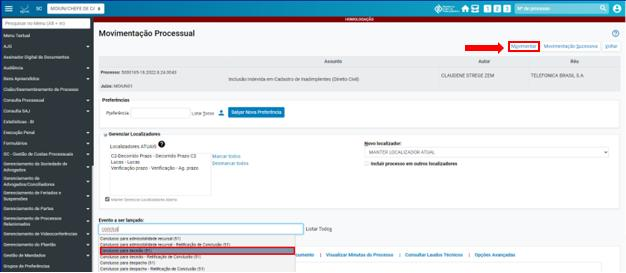 SC MOIJN/CHEFE DE CA
1 2 3 Nº de processo
HOMOLOGAÇÃO
Pesquisar no Menu (Alt + m)
Menu Textual
AJG
Assinador Digital de Documentos
Audiência
Bens Apreendidos
Cisão/Desmembramento de Processo
Consulta Processual
Consulta SAJ
Estatísticas - BI
Execução Penal
Formulários
GC - Gestão de Custas Processuais
Gerenciamento de Sociedade de Advogados
Gerenciamento de Advogados/Conciliadores
Gerenciamento de Feriados e Suspensões
Gerenciamento de Partes
Gerenciamento de Processos Relacionados
Gerenciamento de Videoconferências
Gerenciamento do Plantão
Gestão de Mandados
Grupos de Preferências
Movimentação Processual
Movimentar Movimentação Sucessiva Voltar
Assunto Autor Réu
Processo: 5000165-18.2022.8.24.0043
Inclusão Indevida em Cadastro de Inadimplentes (Direito Civil) CLAUDENE STREGE ZEM TELEFONICA BRASIL S.A.
Juízo: MOIJN01
Preferências
Preferência Listar Todos Salvar Nova Preferência
Gerenciar Localizadores
Localizadores ATUAIS
C2-Decorrido Prazo - Decorrido Prazo C2
Lucas - Lucas
Verificação prazo - Verificação - Ag. prazo
Marcar todos
Desmarcar todos
Manter Gerenciar Localizadores Aberto
Novo localizador:
MANTER LOCALIZADOR ATUAL
Incluir processo em outros localizadores
Evento a ser lançado:
conclus Listar Todos
Conclusos para admissibilidade recursal (51)
Conclusos para admissibilidade recursal - Retificação de Conclusão (51)
Conclusos para decisão (51)
Conclusos para decisão - Retificação de Conclusão (51)
Conclusos para despacho (51)
Conclusos para despacho - Retificação de Conclusão (51)
Visualizar Minutas do Processo | Consultar Laudos Técnicos | Opções Avançadas